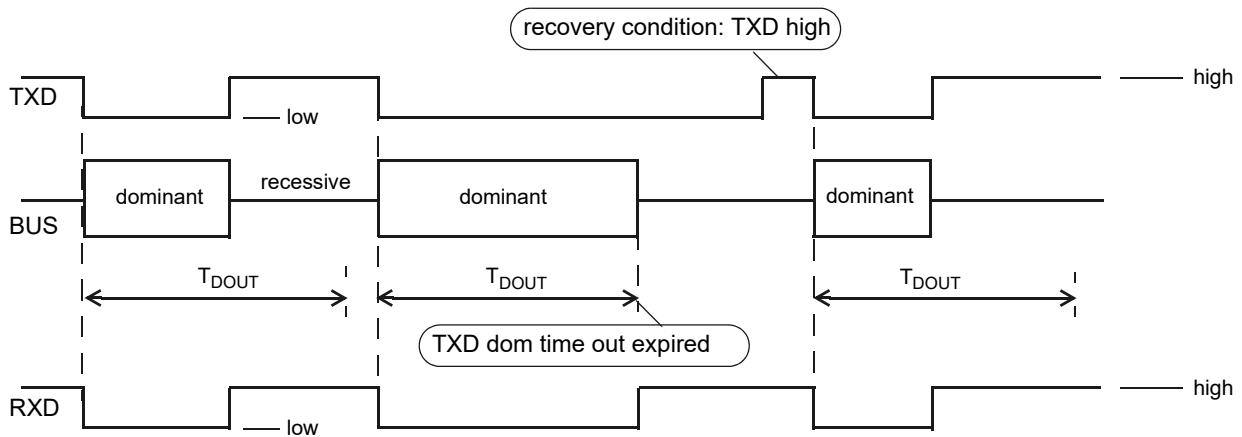 recovery condition: TXD high
TXD
high
low
dominant
recessive
dominant
dominant
BUS
TDOUT
TDOUT
TDOUT
TXD dom time out expired
RXD
high
low